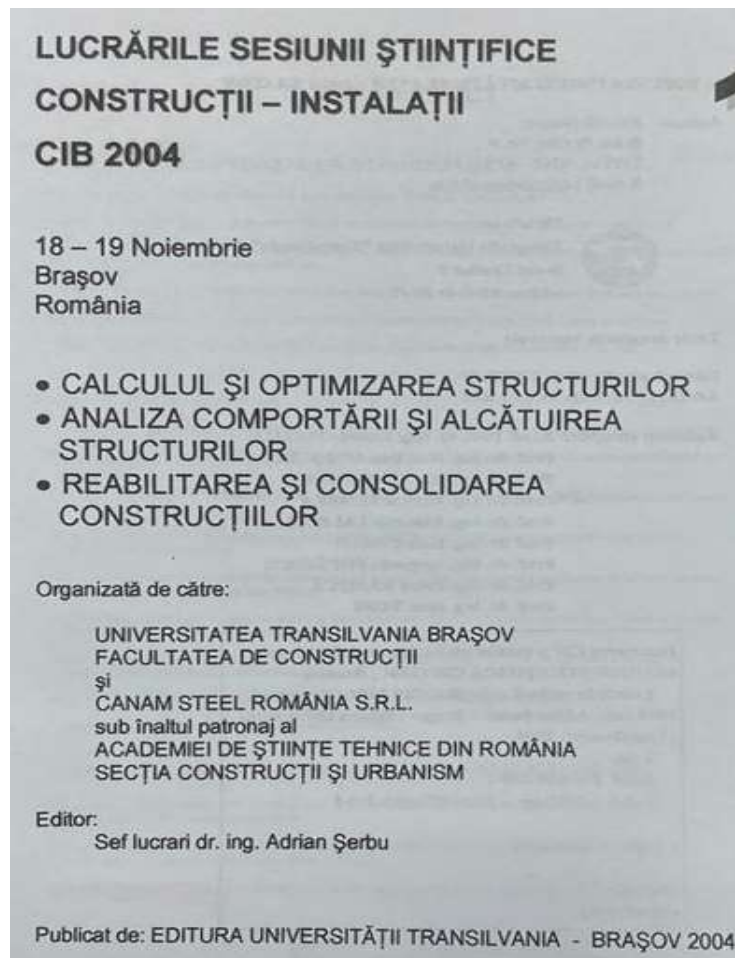 LUCRĂRILE SESIUNII ŞTIINŢIFICE
CONSTRUCŢII – INSTALAŢII
CIB 2004
18 – 19 Noiembrie
Braşov
România
• CALCULUL ŞI OPTIMIZAREA STRUCTURILOR
• ANALIZA COMPORTĂRII ŞI ALCĂTUIREA
STRUCTURILOR
• REABILITAREA ŞI CONSOLIDAREA
CONSTRUCŢIILOR
Organizată de către:
UNIVERSITATEA TRANSILVANIA BRAŞOV
FACULTATEA DE CONSTRUCŢII
şi
CANAM STEEL ROMÂNIA S.R.L.
sub înaltul patronaj al
ACADEMIEI DE ŞTIINŢE TEHNICE DIN ROMÂNIA
SECŢIA CONSTRUCŢII ŞI URBANISM
Editor:
Sef lucrari dr. ing. Adrian Şerbu
Publicat de: EDITURA UNIVERSITĂŢII TRANSILVANIA - BRAŞOV 2004